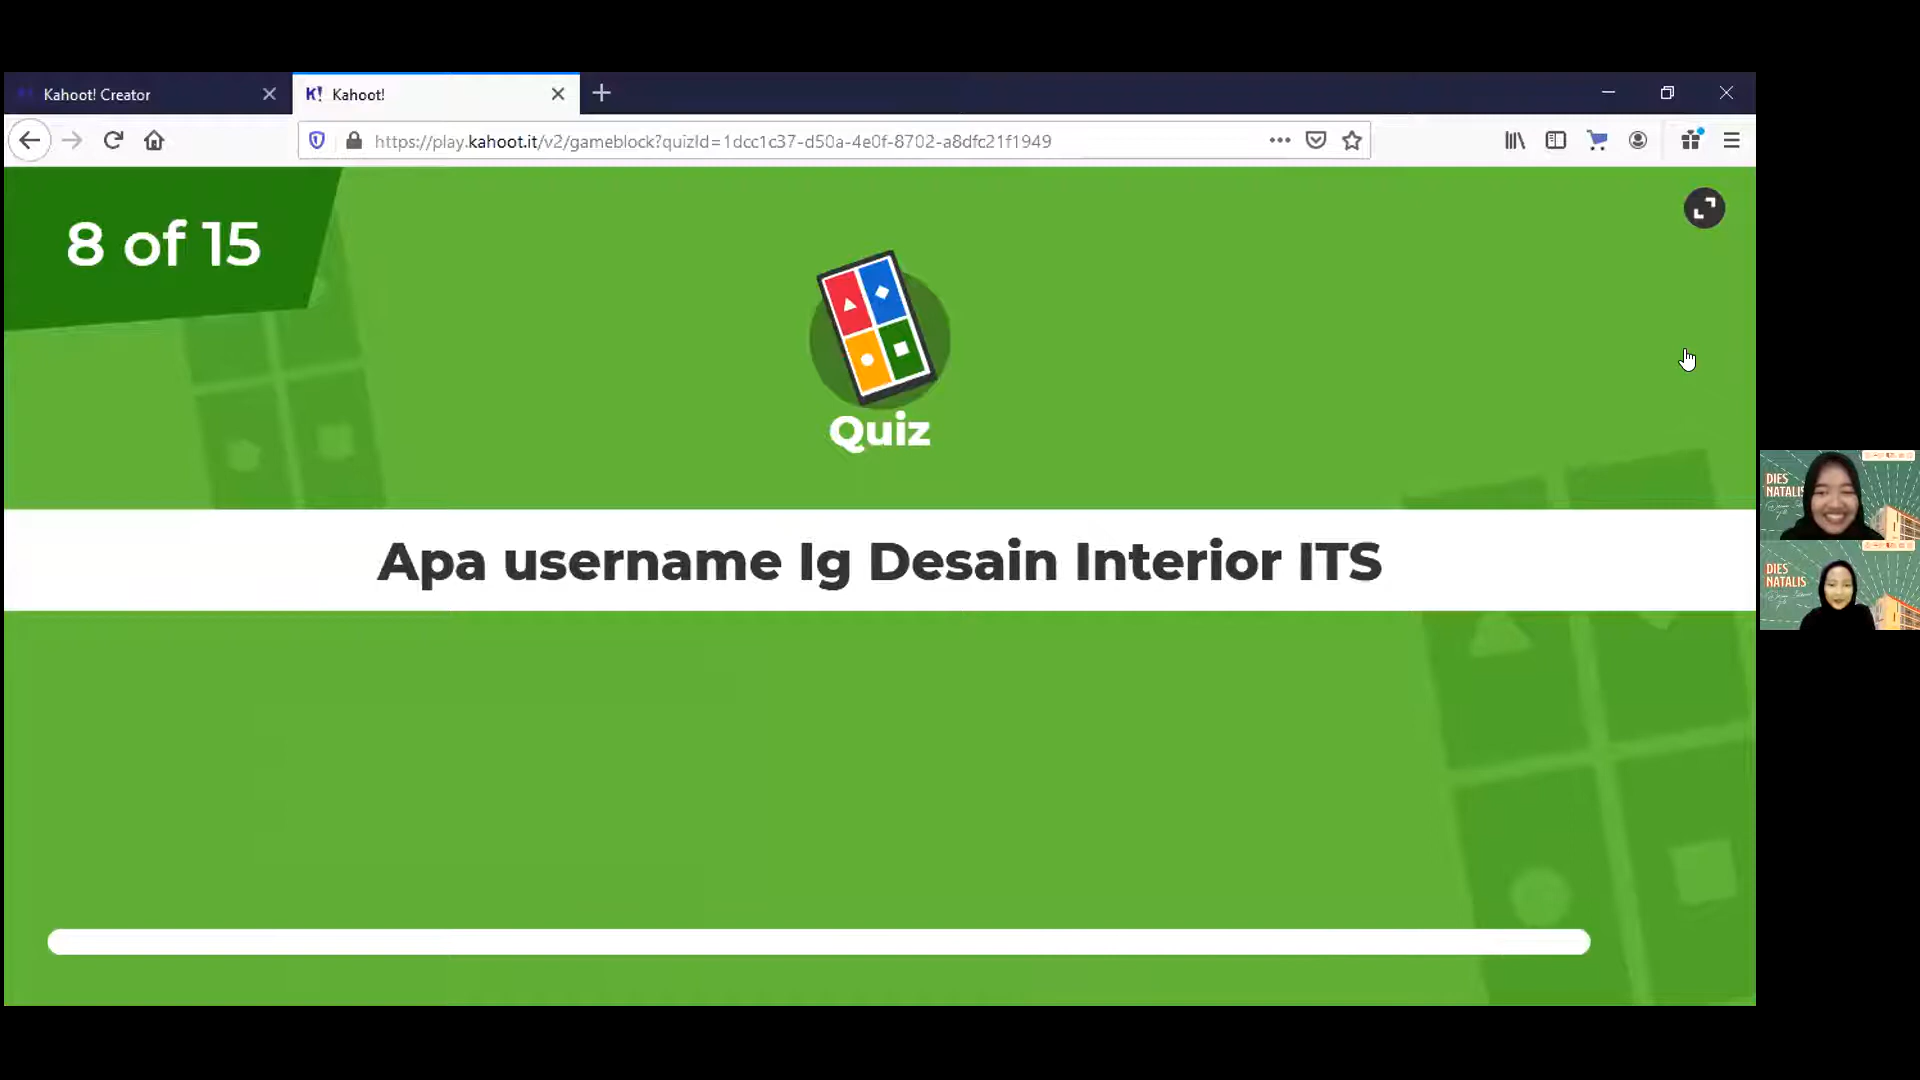 Kahoot! Creator
K! Kahoot!
https://play.kahoot.it/v2/gameblock?quizId=1dcc1c37-d50a-4e0f-8702-a8dfc21f1949
8 of 15
Quiz
Apa username Ig Desain Interior ITS
DIES
NATALIS
DIES
NATALIS